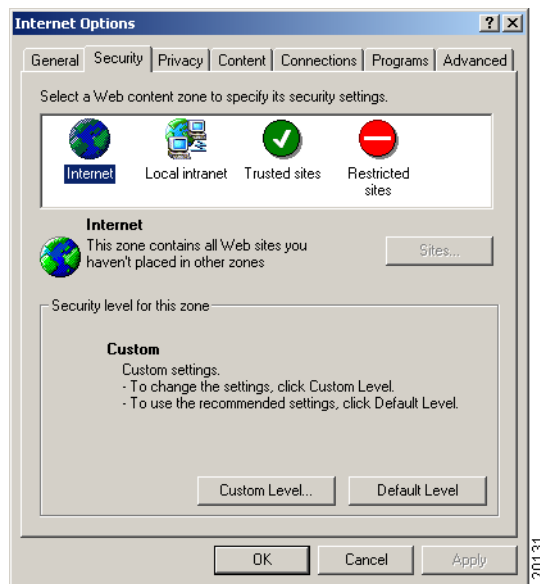 Internet Options
General Security Privacy Content Connections Programs Advanced
Select a Web content zone to specify its security settings.
Internet Local intranet Trusted sites Restricted sites
Internet
This zone contains all Web sites you
haven't placed in other zones
Sites...
Security level for this zone
Custom
Custom settings.
- To change the settings, click Custom Level.
- To use the recommended settings, click Default Level.
Custom Level... Default Level
OK Cancel Apply
20131